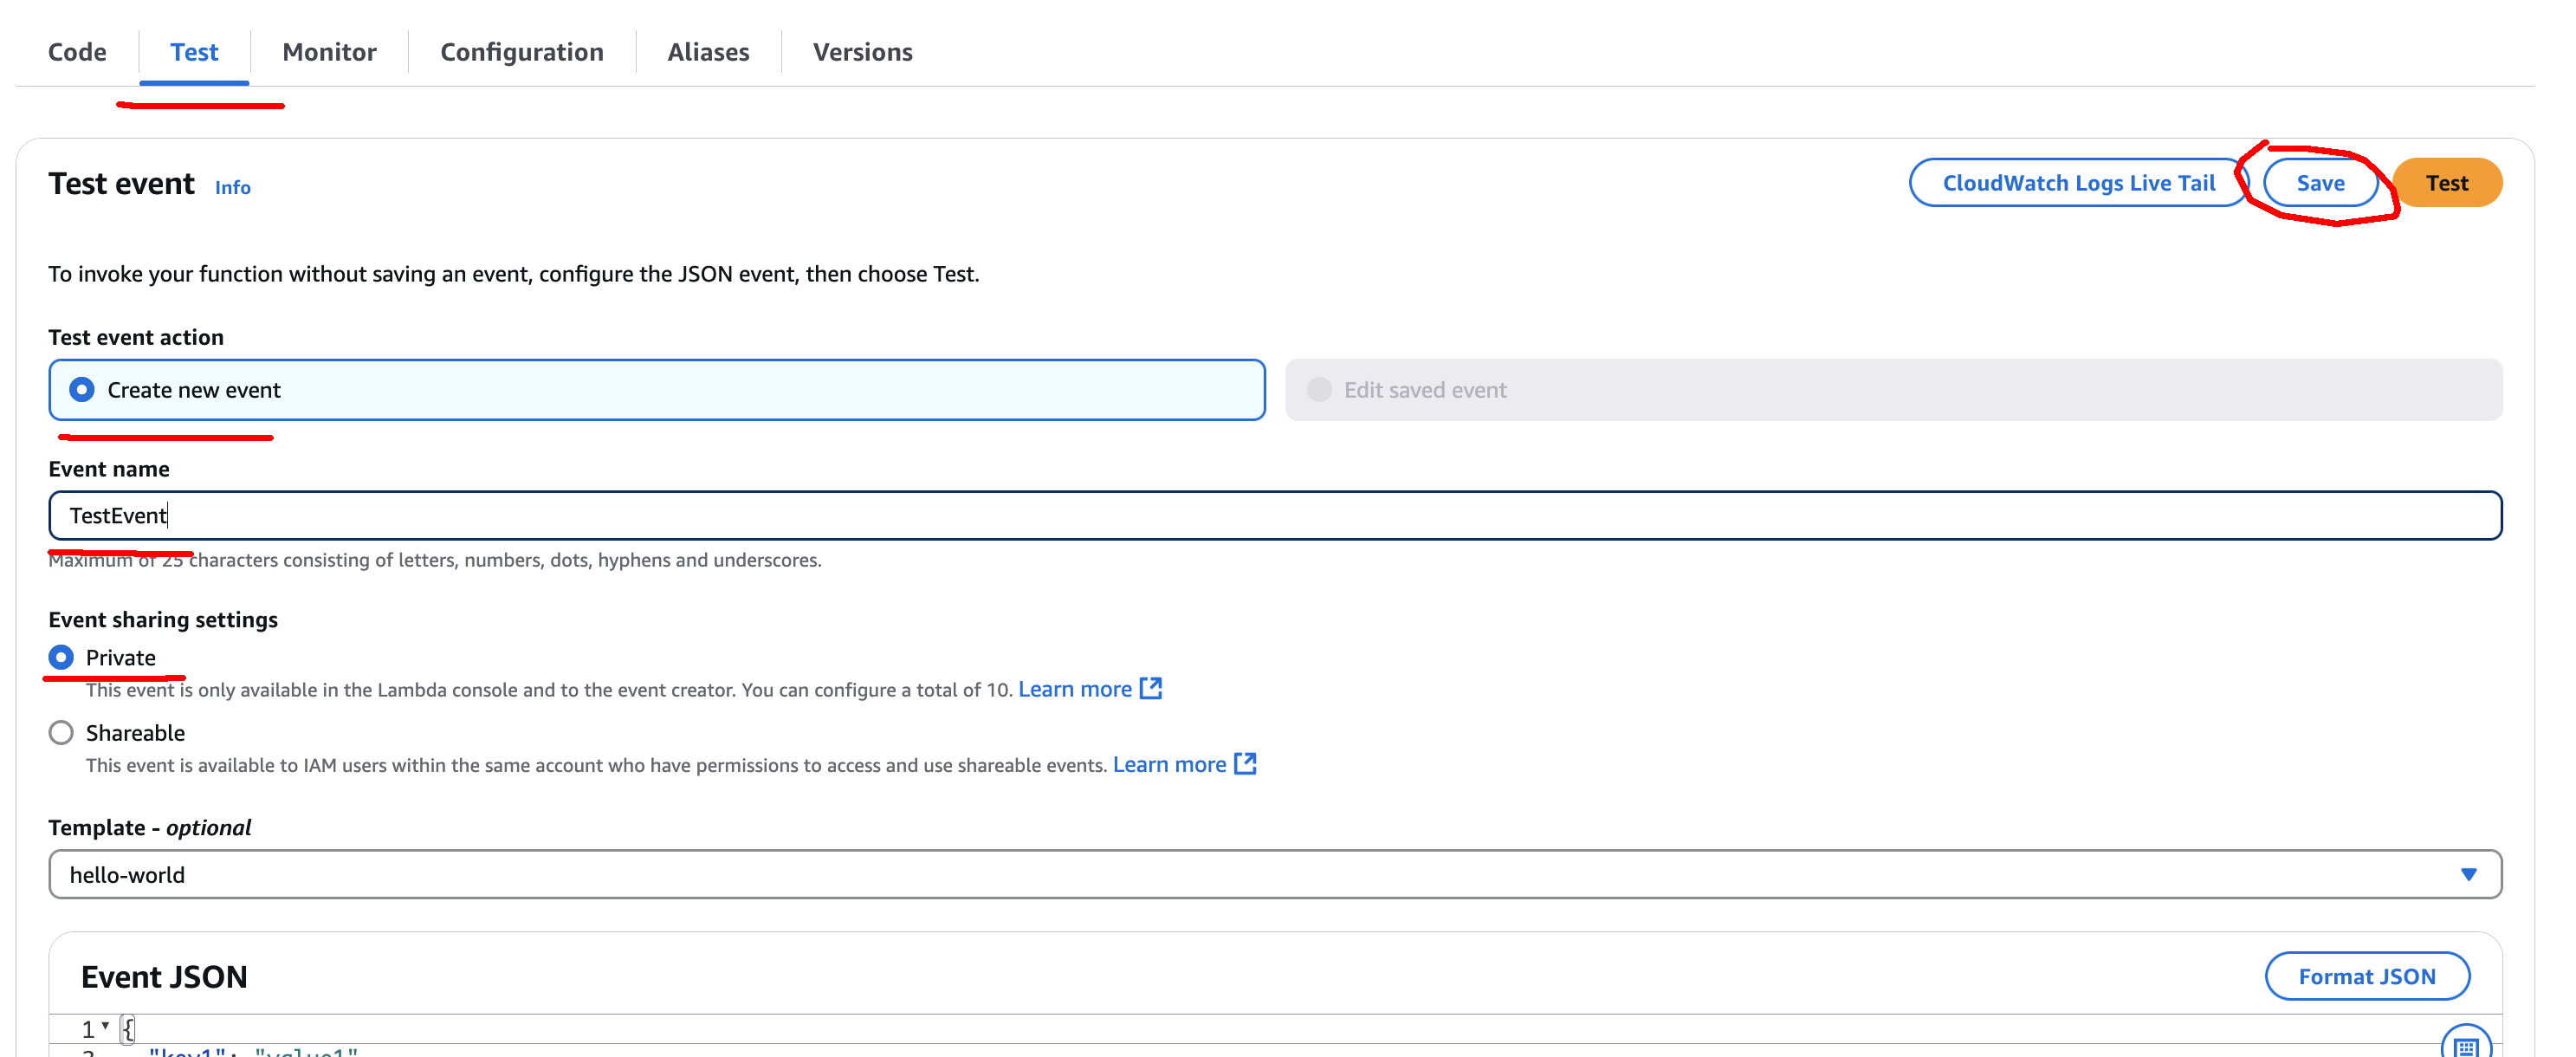 Code Test Monitor Configuration Aliases Versions
Test event Info CloudWatch Logs Live Tail Save Test
To invoke your function without saving an event, configure the JSON event, then choose Test.
Test event action
Create new event Edit saved event
Event name
TestEvent
Maximum of 25 characters consisting of letters, numbers, dots, hyphens and underscores.
Event sharing settings
Private
This event is only available in the Lambda console and to the event creator. You can configure a total of 10. Learn more
Shareable
This event is available to IAM users within the same account who have permissions to access and use shareable events. Learn more
Template - optional
hello-world
Event JSON Format JSON
1 {
"key1": "value1"